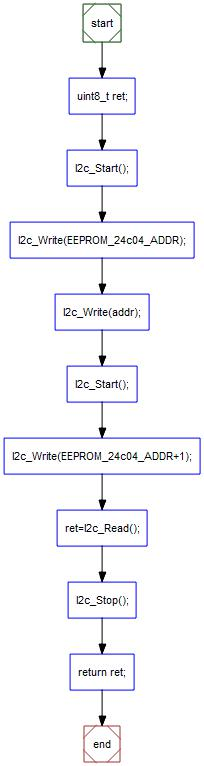 start
uint8_t ret;
I2c_Start();
I2c_Write(EEPROM_24c04_ADDR);
I2c_Write(addr);
I2c_Start();
I2c_Write(EEPROM_24c04_ADDR+1);
ret=I2c_Read();
I2c_Stop();
return ret;
end